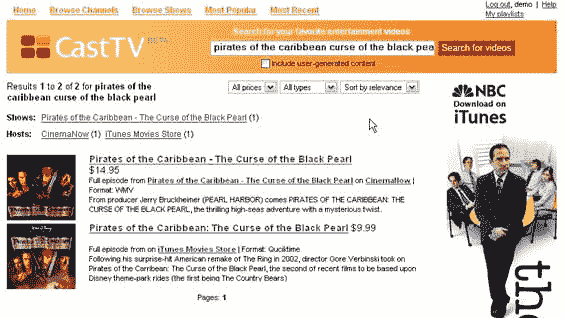 Home Browse Channels Browse Shows Most Popular Most Recent
Log out, demo | Help
My playlists
CastTV BETA
Search for your favorite entertainment videos
pirates of the caribbean curse of the black pea
Search for videos
Include user-generated content
Results 1 to 2 of 2 for pirates of the
caribbean curse of the black pearl
All prices All types Sort by relevance
Shows: Pirates of the Caribbean - The Curse of the Black Pearl (1)
Hosts: CinemaNow (1) iTunes Movies Store (1)
NBC
Download on
iTunes
Pirates of the Caribbean - The Curse of the Black Pearl
$14.95
Full episode from Pirates of the Caribbean - The Curse of the Black Pearl on CinemaNow |
Format: WMV
From producer Jerry Bruckheimer (PEARL HARBOR) comes PIRATES OF THE CARIBBEAN: THE
CURSE OF THE BLACK PEARL, the thrilling high-seas adventure with a mysterious twist.
Pirates of the Caribbean: The Curse of the Black Pearl $9.99
Full episode from on iTunes Movies Store | Format: Quicktime
Following his surprise-hit American remake of The Ring in 2002, director Gore Verbinski took on
Pirates of the Carribean: The Curse of the Black Pearl, the second of recent films to be based upon
Disney theme-park rides (the first being The Country Bears)
Pages: 1
the